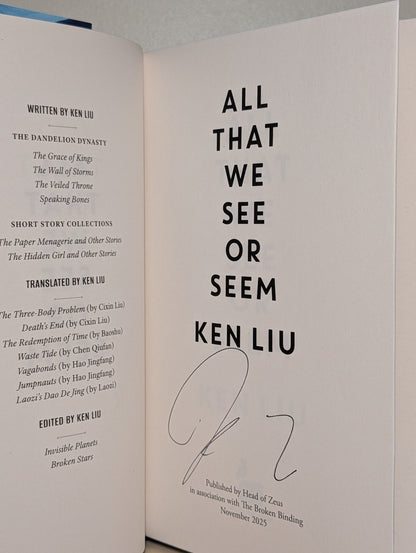 WRITTEN BY KEN LIU
THE DANDELION DYNASTY
The Grace of Kings
The Wall of Storms
The Veiled Throne
Speaking Bones
SHORT STORY COLLECTIONS
The Paper Menagerie and Other Stories
The Hidden Girl and Other Stories
TRANSLATED BY KEN LIU
The Three-Body Problem (by Cixin Liu)
Death's End (by Cixin Liu)
The Redemption of Time (by Baoshu)
Waste Tide (by Chen Qiufan)
Vagabonds (by Hao Jingfang)
Jumpnauts (by Hao Jingfang)
Laozi's Dao De Jing (by Laozi)
EDITED BY KEN LIU
Invisible Planets
Broken Stars
ALL
THAT
WE
SEE
OR
SEEM
KEN LIU
Published by Head of Zeus
in association with The Broken Binding
November 2025